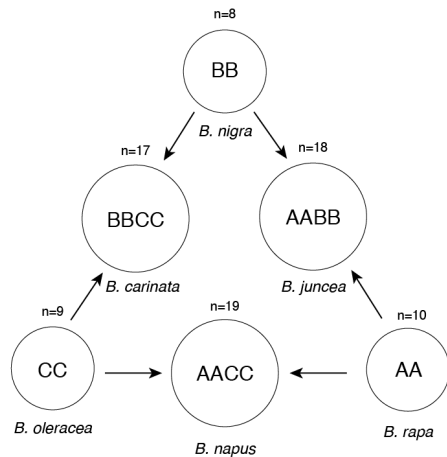 n=8
BB
B. nigra
n=17
n=18
BBCC
AABB
B. carinata
B. juncea
n=9
n=19
n=10
CC
AACC
AA
B. oleracea
B. napus
B. rapa